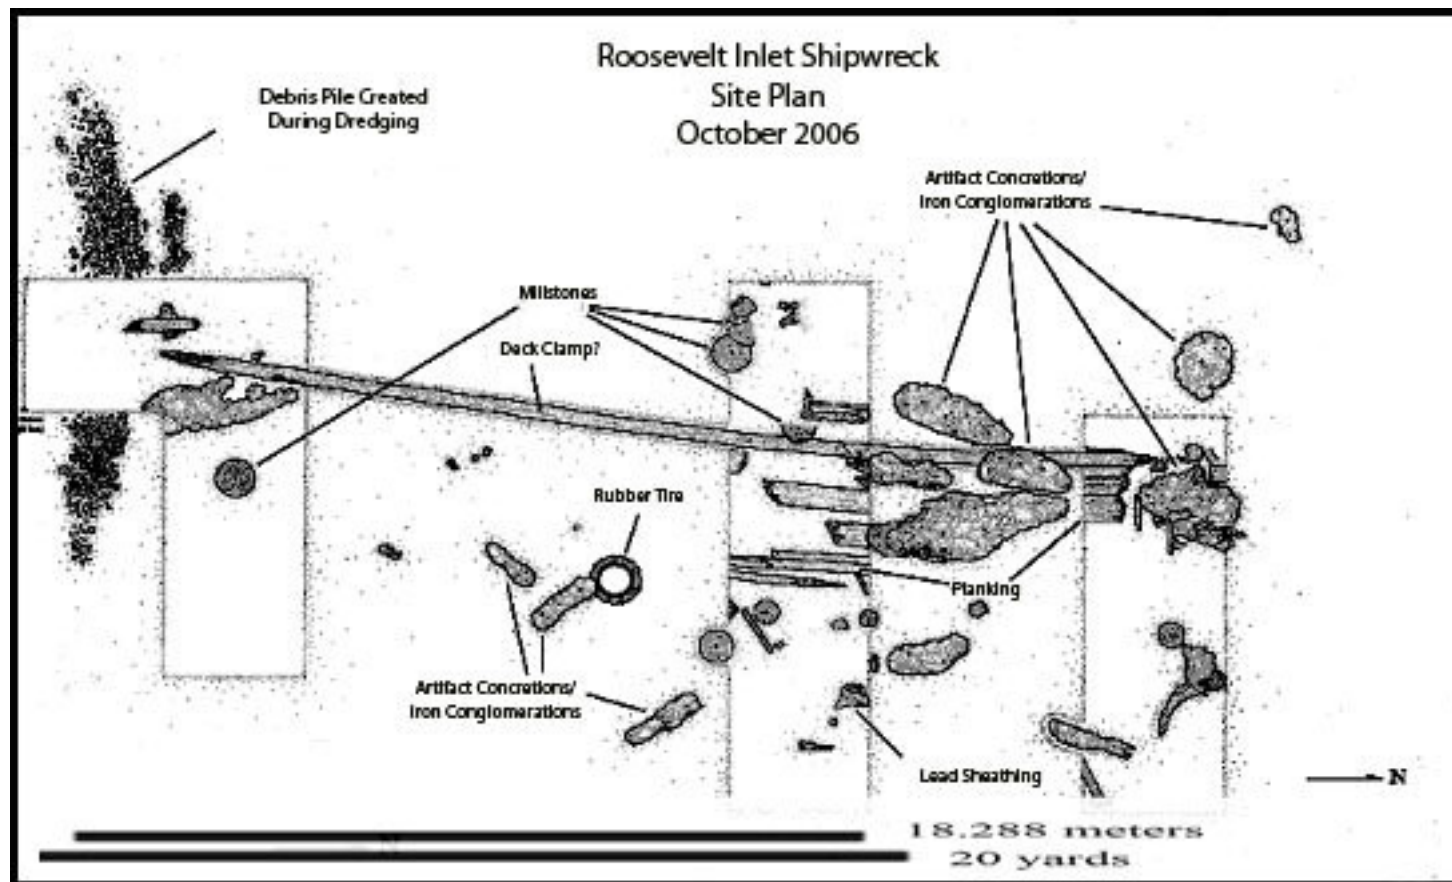 Roosevelt Inlet Shipwreck
Site Plan
October 2006
Debris Pile Created
During Dredging
Artifact Concretions/
Iron Conglomerations
Millstones
Deck Clamp?
Rubber Tire
Planking
Artifact Concretions/
Iron Conglomerations
Lead Sheathing
N
18.288 meters
20 yards